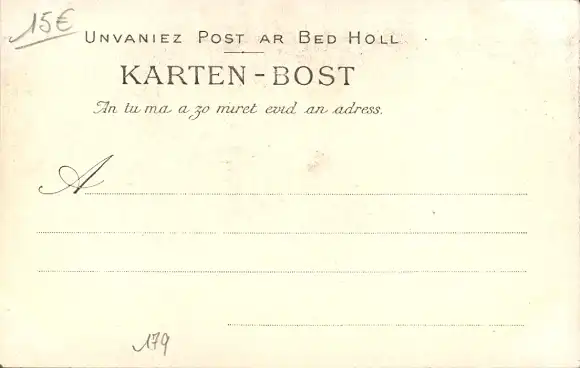 15€
UNVANIEZ POST AR BED HOLL
KARTEN-BOST
An tu ma a zo miret evid an adress.
A
179